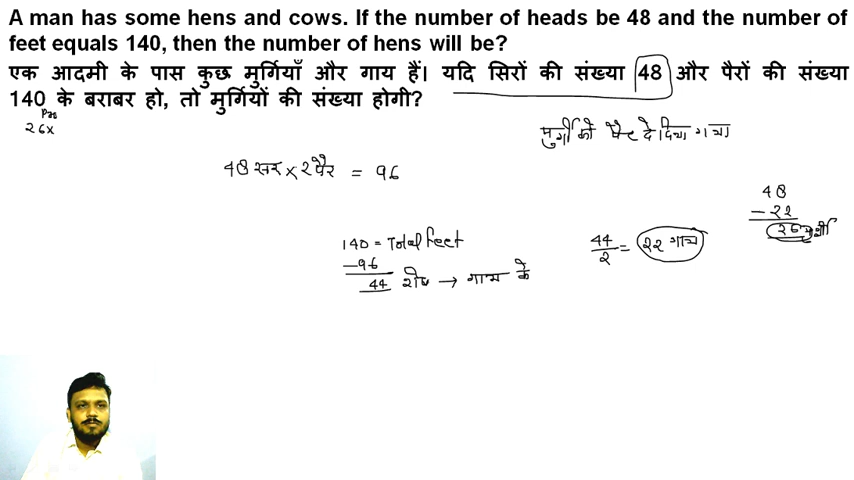 A man has some hens and cows. If the number of heads be 48 and the number of
feet equals 140, then the number of hens will be?
एक आदमी के पास कुछ मुर्गियाँ और गाय हैं। यदि सिरों की संख्या 48 और पैरों की संख्या
140 के बराबर हो, तो मुर्गियों की संख्या होगी?
26x
मुर्गी को पैर दे दिया गया
48 सर x 2 पैर = 96
48
- 22
26
140 = Total feet
- 96
44 शेष → गाय के
44/2 = 22 गाय